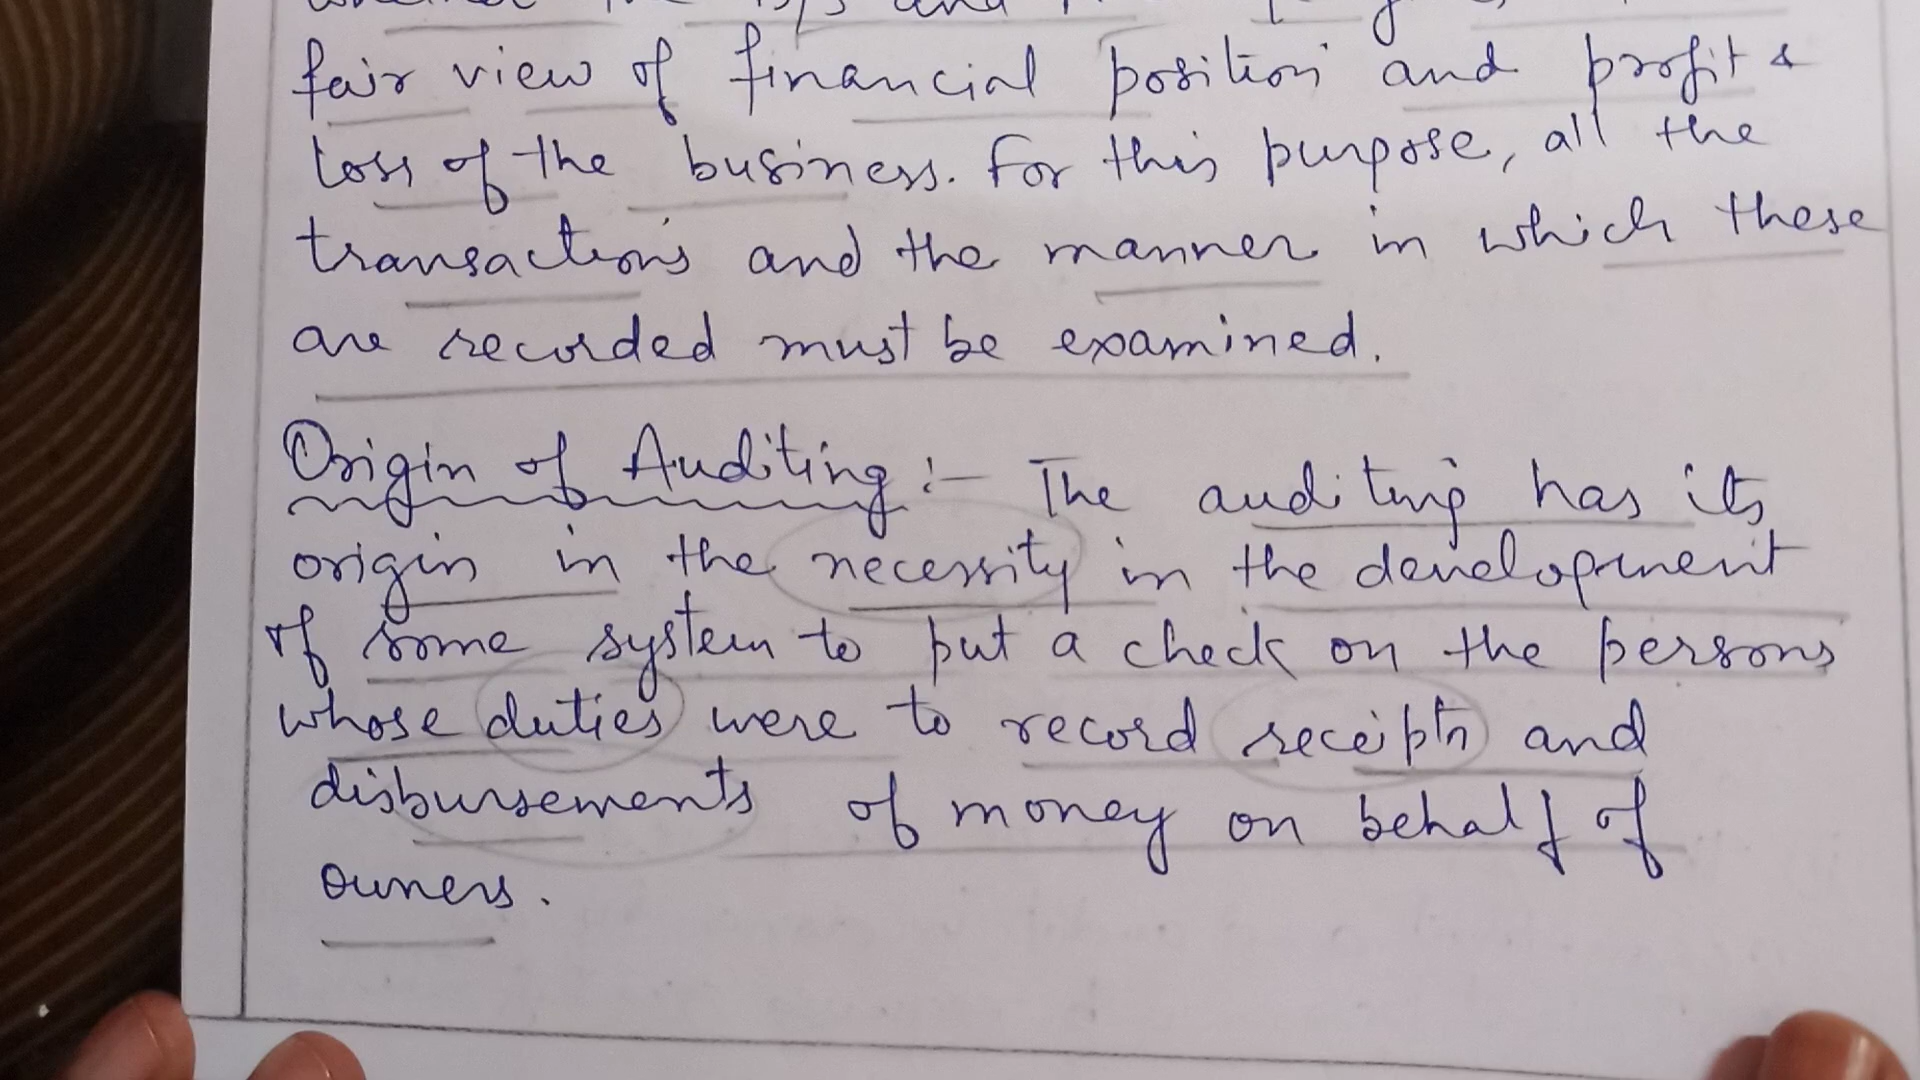 fair view of financial position and profit &
loss of the business. For this purpose, all the
transactions and the manner in which these
are recorded must be examined.
Origin of Auditing :- The auditing has its
origin in the necessity in the development
of some system to put a check on the persons
whose duties were to record receipts and
disbursements of money on behalf of
owners.